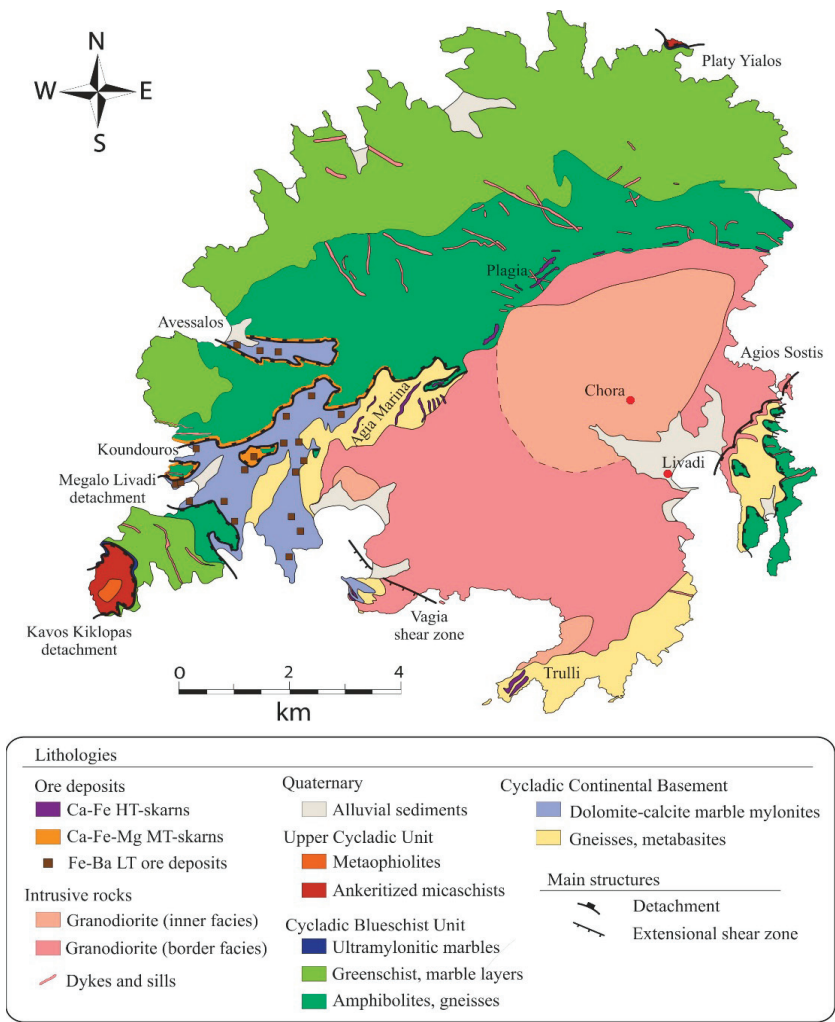 N
W E
S
Platy Yialos
Plagia
Avessalos
Agios Sostis
Chora
Agia Marina
Koundouros
Livadi
Megalo Livadi
detachment
Vagia
shear zone
Kavos Kiklopas
detachment
Trulli
0 2 4
km
Lithologies
Ore deposits
Ca-Fe HT-skarns
Ca-Fe-Mg MT-skarns
Fe-Ba LT ore deposits
Intrusive rocks
Granodiorite (inner facies)
Granodiorite (border facies)
Dykes and sills
Quaternary
Alluvial sediments
Upper Cycladic Unit
Metaophiolites
Ankeritized micaschists
Cycladic Blueschist Unit
Ultramylonitic marbles
Greenschist, marble layers
Amphibolites, gneisses
Cycladic Continental Basement
Dolomite-calcite marble mylonites
Gneisses, metabasites
Main structures
Detachment
Extensional shear zone